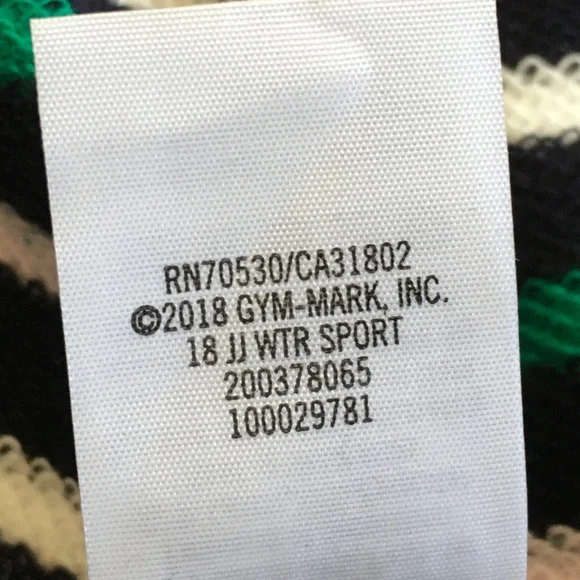 RN70530/CA31802
©2018 GYM-MARK, INC.
18 JJ WTR SPORT
200378065
100029781